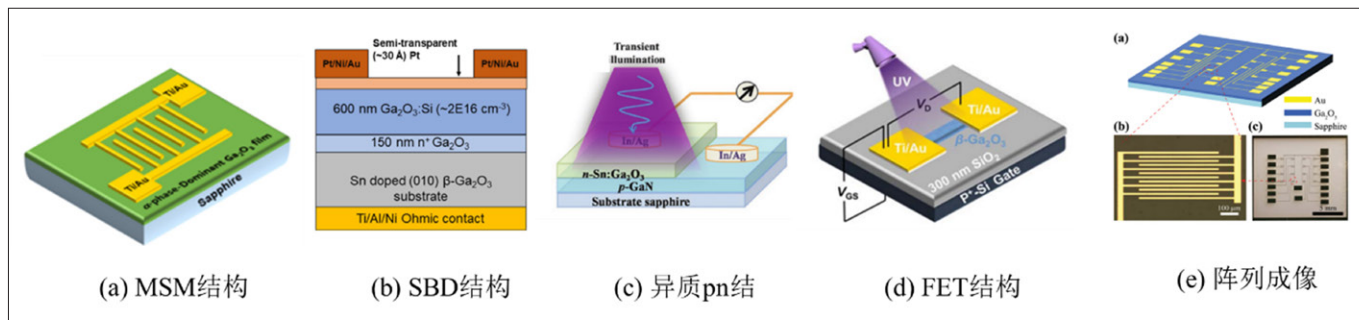 Ti/Au
Ti/Au
α-phase-Dominant Ga₂O₃ film
Sapphire
(a) MSM结构
Semi-transparent
(~30 Å) Pt
Pt/Ni/Au
Pt/Ni/Au
600 nm Ga₂O₃:Si (~2E16 cm⁻³)
150 nm n⁺ Ga₂O₃
Sn doped (010) β-Ga₂O₃
substrate
Ti/Al/Ni Ohmic contact
(b) SBD结构
Transient
Illumination
In/Ag
In/Ag
n-Sn:Ga₂O₃
p-GaN
Substrate sapphire
(c) 异质pn结
UV
V_D
Ti/Au
Ti/Au
β-Ga₂O₃
300 nm SiO₂
P⁺-Si Gate
V_GS
(d) FET结构
(a)
Au
Ga₂O₃
Sapphire
(b)
(c)
100 μm
5 mm
(e) 阵列成像